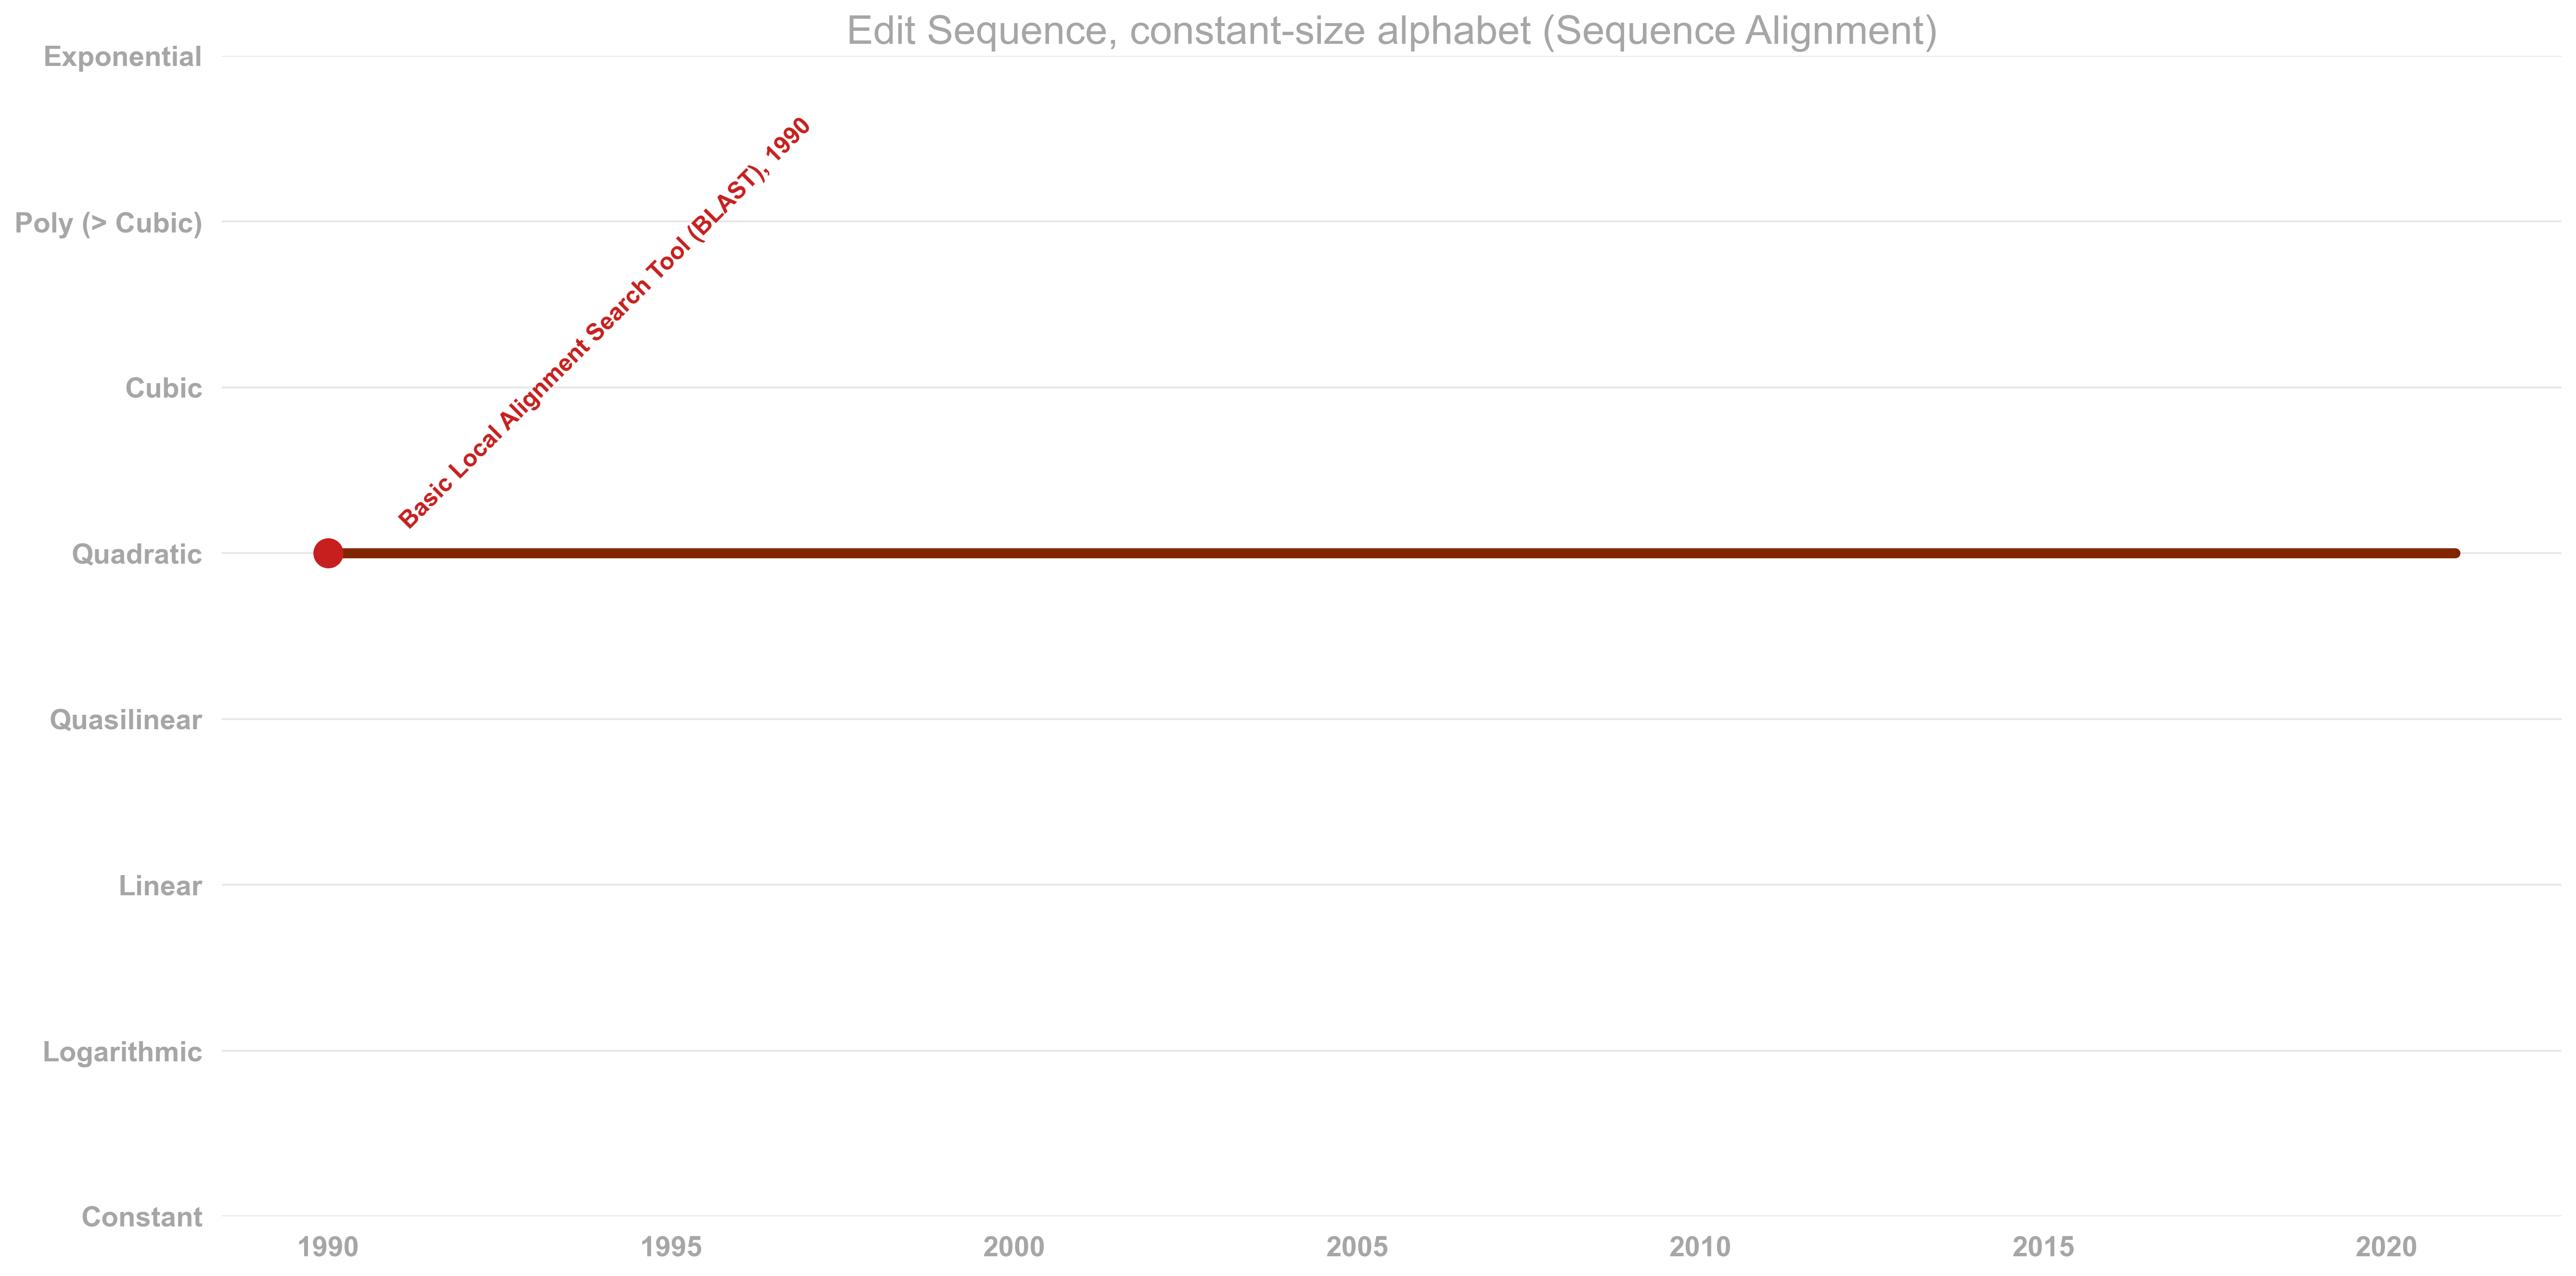 Edit Sequence, constant-size alphabet (Sequence Alignment)
Exponential
Poly (> Cubic)
Cubic
Quadratic
Quasilinear
Linear
Logarithmic
Constant
Basic Local Alignment Search Tool (BLAST), 1990
1990 1995 2000 2005 2010 2015 2020